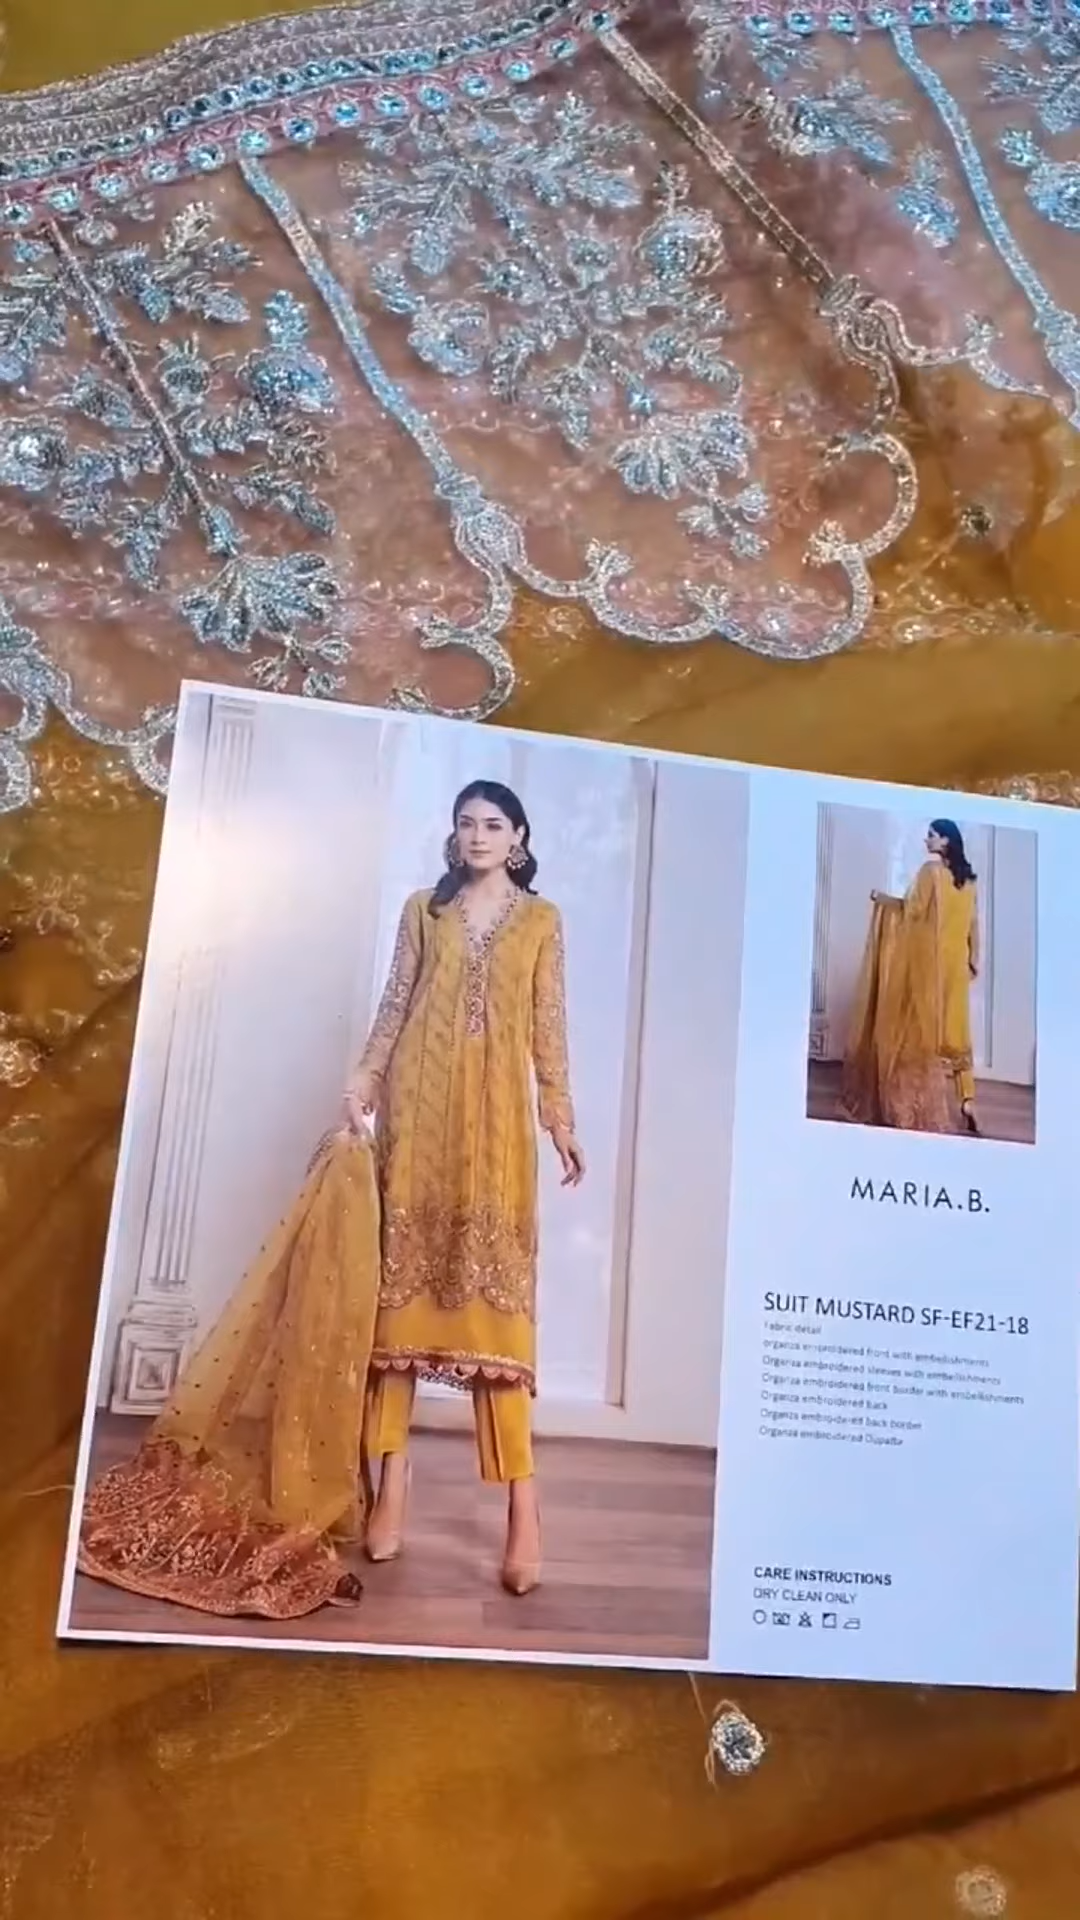 MARIA.B.
SUIT MUSTARD SF-EF21-18
Fabric detail
organza embroidered front with embellishments
Organza embroidered sleeves with embellishments
Organza embroidered front border with embellishments
Organza embroidered back
Organza embroidered back border
Organza embroidered Dupatta
CARE INSTRUCTIONS
DRY CLEAN ONLY